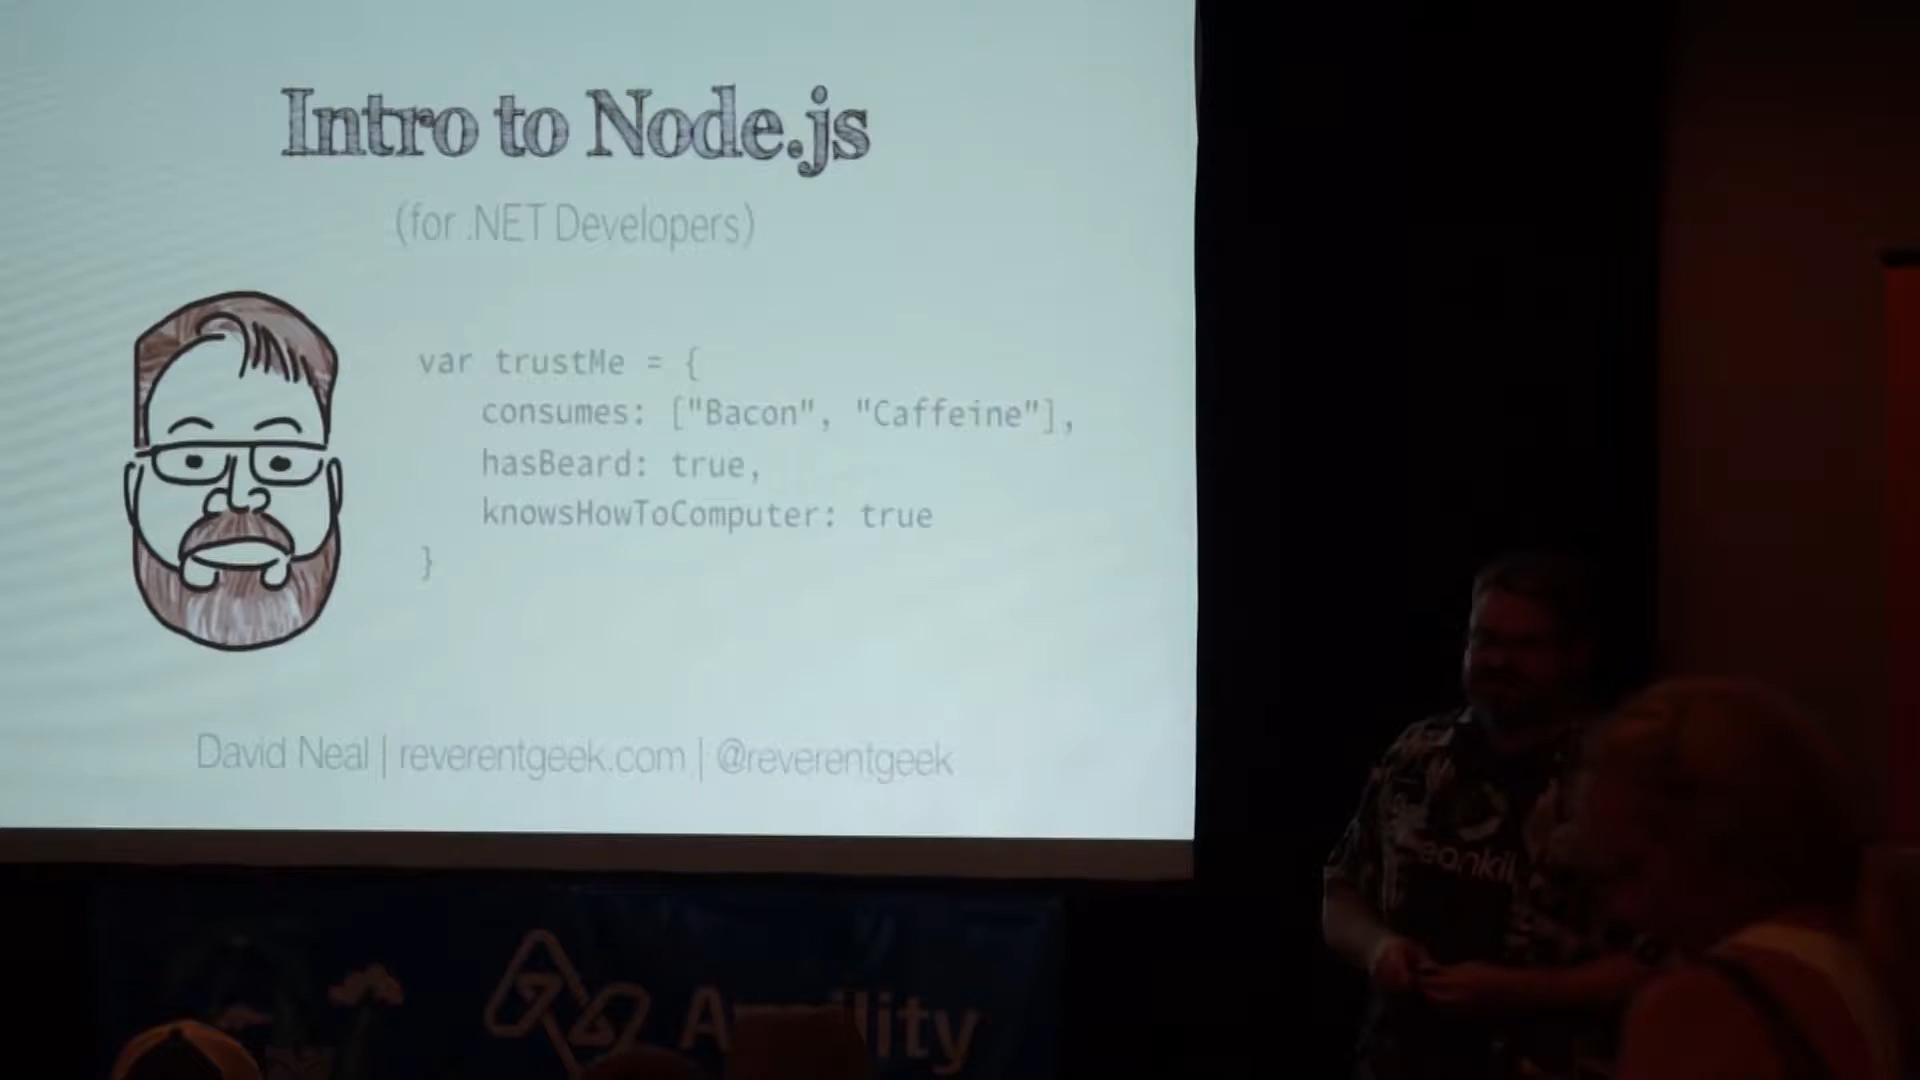 Intro to Node.js
(for .NET Developers)
var trustMe = {
consumes: ["Bacon", "Caffeine"],
hasBeard: true,
knowsHowToComputer: true
}
David Neal | reverentgeek.com | @reverentgeek